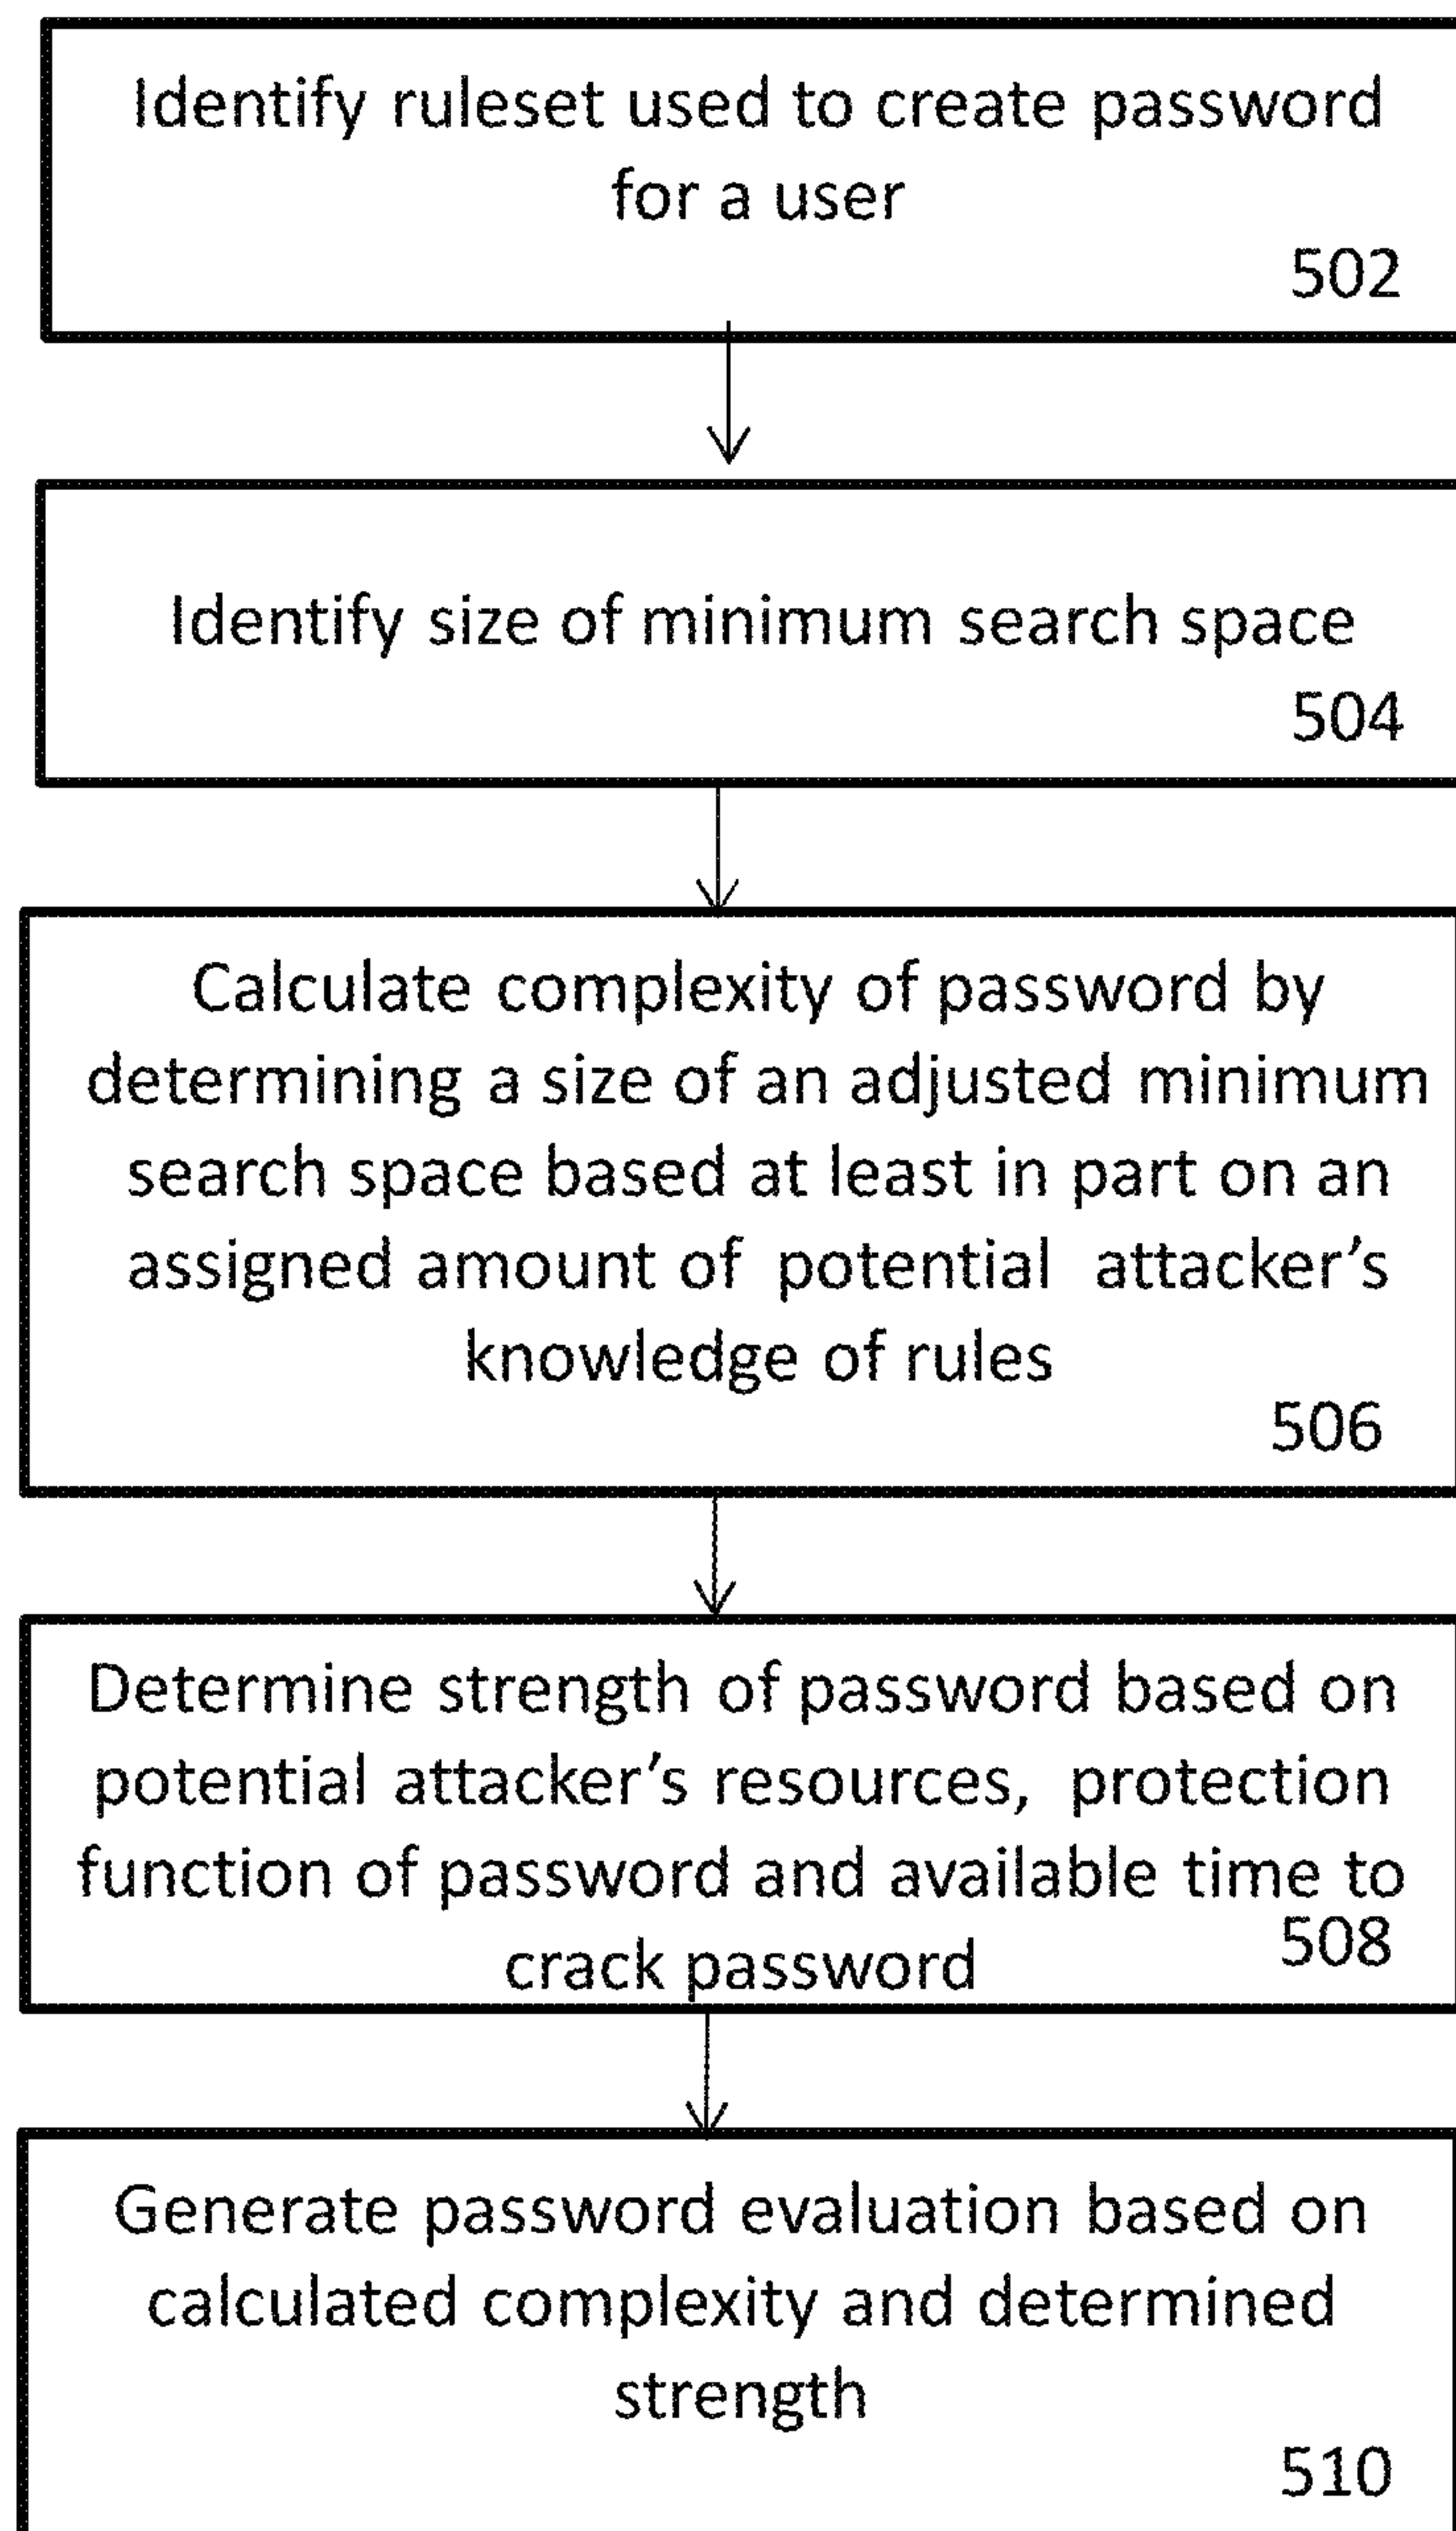 Identify ruleset used to create password
for a user
502
Identify size of minimum search space
504
Calculate complexity of password by
determining a size of an adjusted minimum
search space based at least in part on an
assigned amount of potential attacker’s
knowledge of rules
506
Determine strength of password based on
potential attacker’s resources, protection
function of password and available time to
crack password
508
Generate password evaluation based on
calculated complexity and determined
strength
510